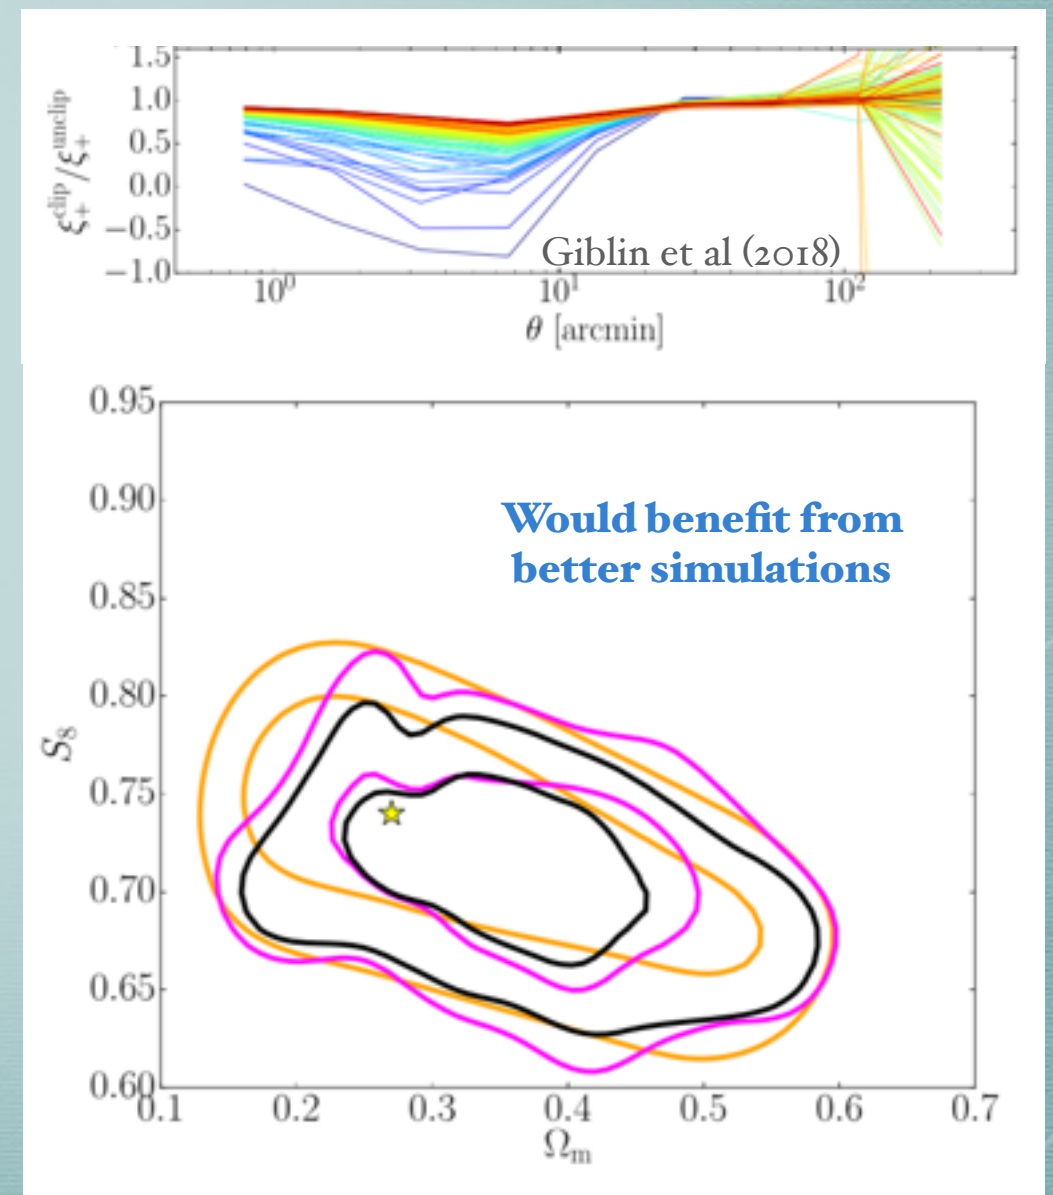 1.5
1.0
0.5
0.0
−0.5
−1.0
ξ₊^clip/ξ₊^unclip
Giblin et al (2018)
10⁰ 10¹ 10²
θ [arcmin]
0.95
0.90
Would benefit from
better simulations
0.85
0.80
S₈
0.75
0.70
0.65
0.60
0.1 0.2 0.3 0.4 0.5 0.6 0.7
Ωₘ